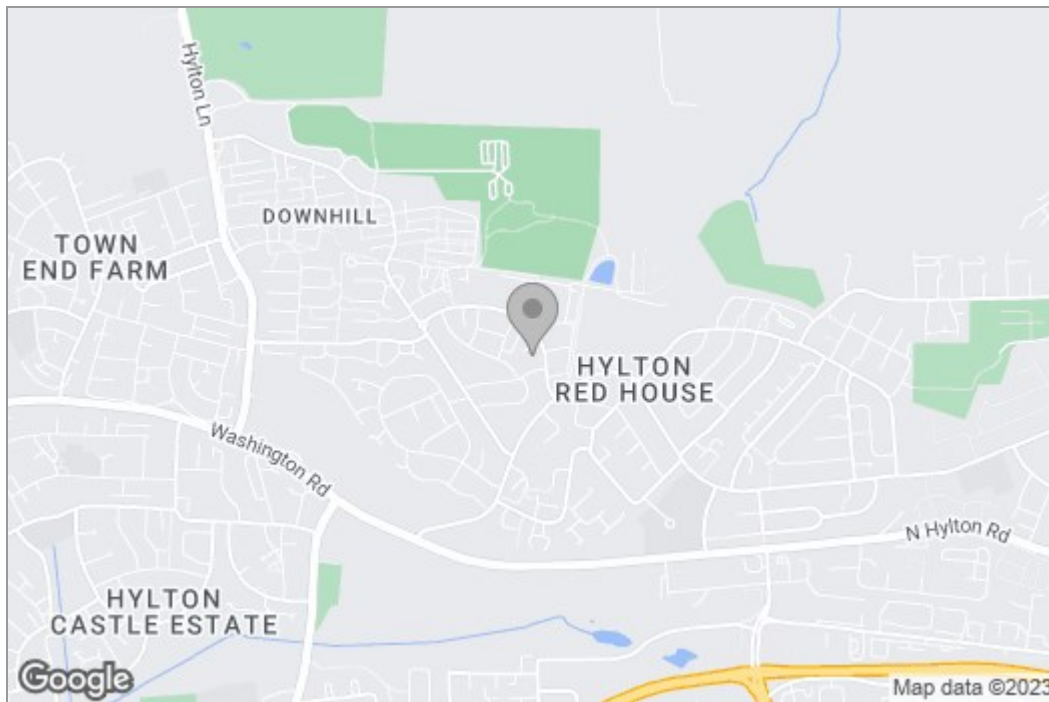 Hylton Ln
DOWNHILL
TOWN
END FARM
HYLTON
RED HOUSE
Washington Rd
N Hylton Rd
HYLTON
CASTLE ESTATE
Google
Map data ©2023